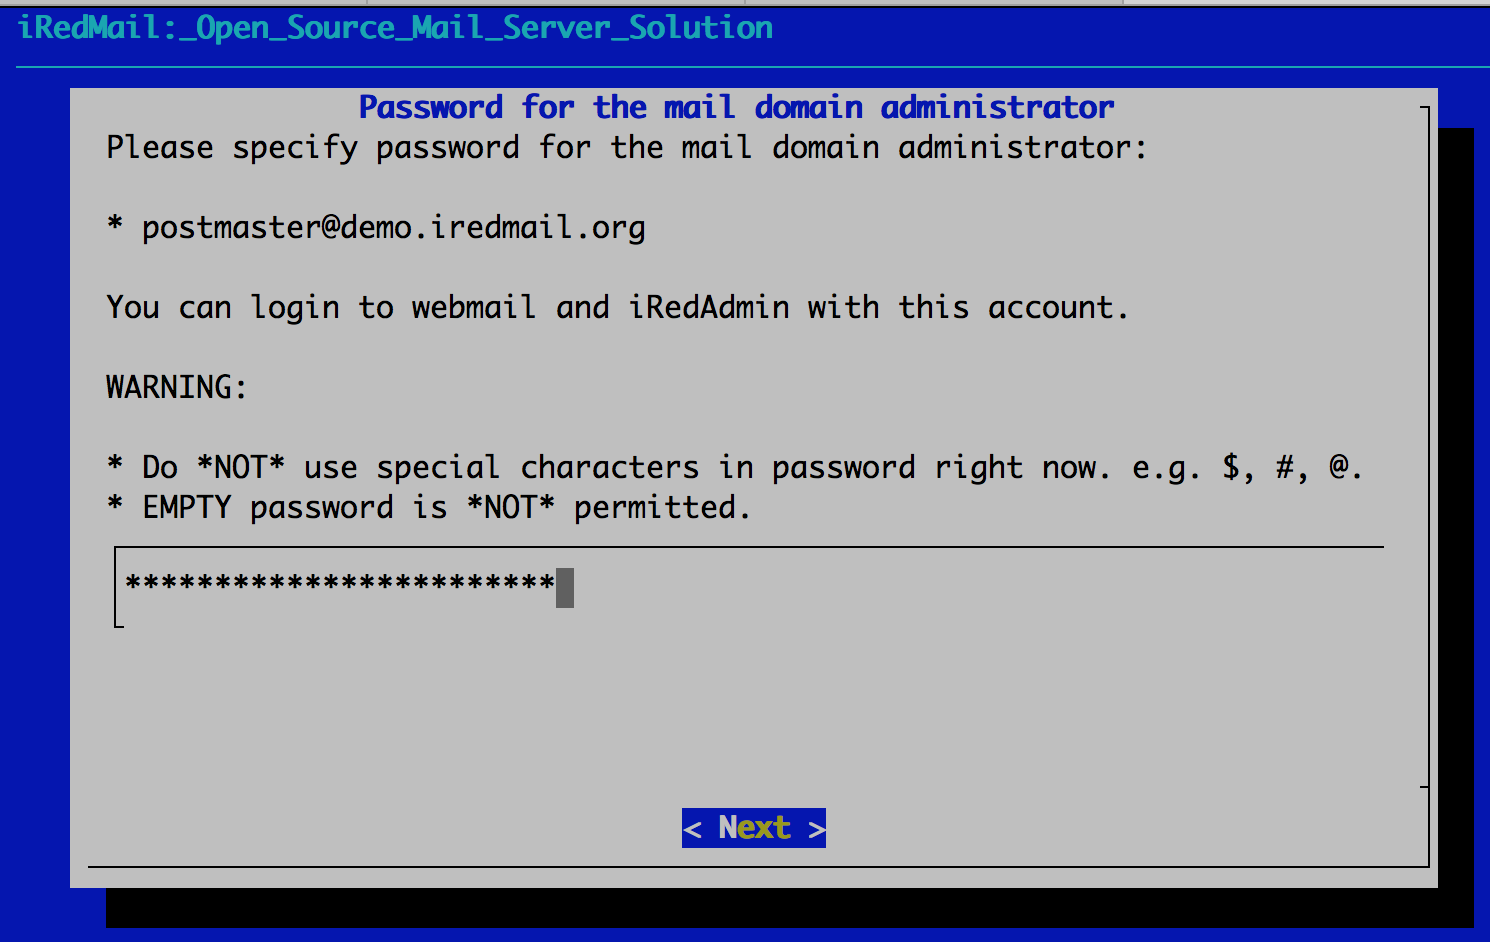 iRedMail:_Open_Source_Mail_Server_Solution
Password for the mail domain administrator
Please specify password for the mail domain administrator:
* postmaster@demo.iredmail.org
You can login to webmail and iRedAdmin with this account.
WARNING:
* Do *NOT* use special characters in password right now. e.g. $, #, @.
* EMPTY password is *NOT* permitted.
************************
< Next >